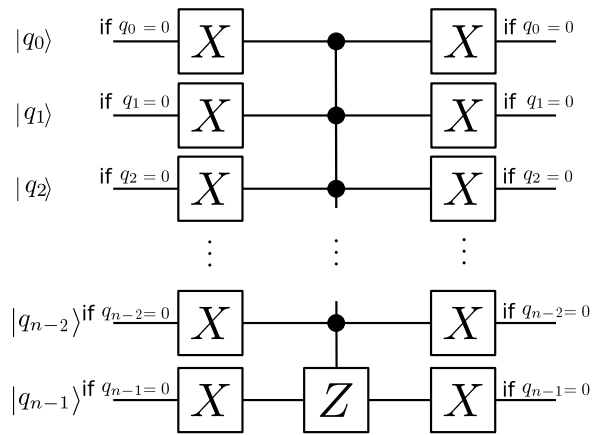 |q₀⟩ if q₀ = 0 X X if q₀ = 0
|q₁⟩ if q₁=0 X X if q₁=0
|q₂⟩ if q₂ = 0 X X if q₂ = 0
⋮ ⋮ ⋮
|qₙ₋₂⟩ if qₙ₋₂=0 X X if qₙ₋₂=0
|qₙ₋₁⟩ if qₙ₋₁=0 X Z X if qₙ₋₁=0